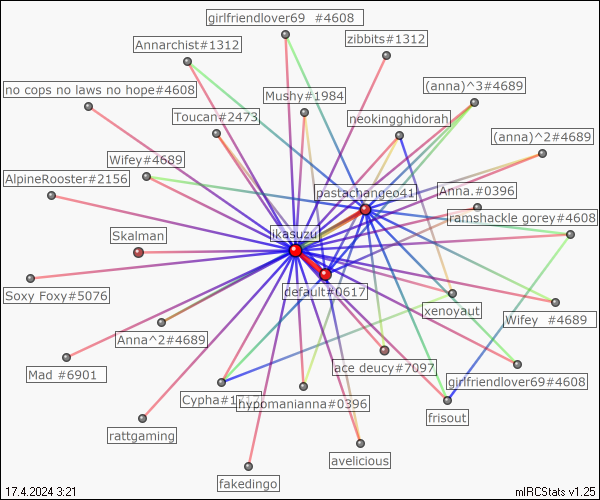 girlfriendlover69 #4608
zibbits#1312
Annarchist#1312
no cops no laws no hope#4608
Mushy#1984
(anna)^3#4689
Toucan#2473
neokingghidorah
(anna)^2#4689
Wifey#4689
AlpineRooster#2156
pastachangeo41
Anna.#0396
ramshackle gorey#4608
Skalman
ikasuzu
Soxy Foxy#5076
default#0617
xenoyaut
Wifey #4689
Anna^2#4689
Mad #6901
ace deucy#7097
girlfriendlover69#4608
hypomanianna#0396
frisout
rattgaming
avelicious
fakedingo
17.4.2024 3:21
mIRCStats v1.25